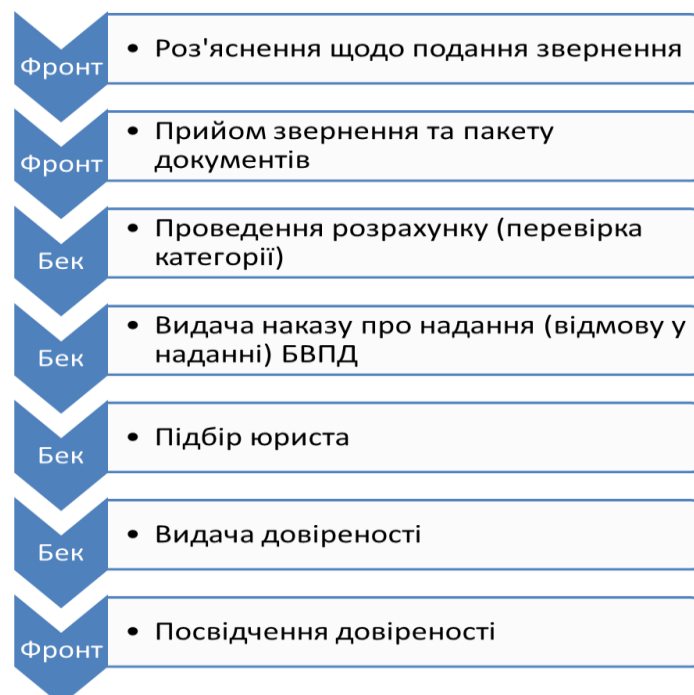 Фронт
• Роз'яснення щодо подання звернення
Фронт
• Прийом звернення та пакету
документів
Бек
• Проведення розрахунку (перевірка
категорії)
Бек
• Видача наказу про надання (відмову у
наданні) БВПД
Бек
• Підбір юриста
Бек
• Видача довіреності
Фронт
• Посвідчення довіреності